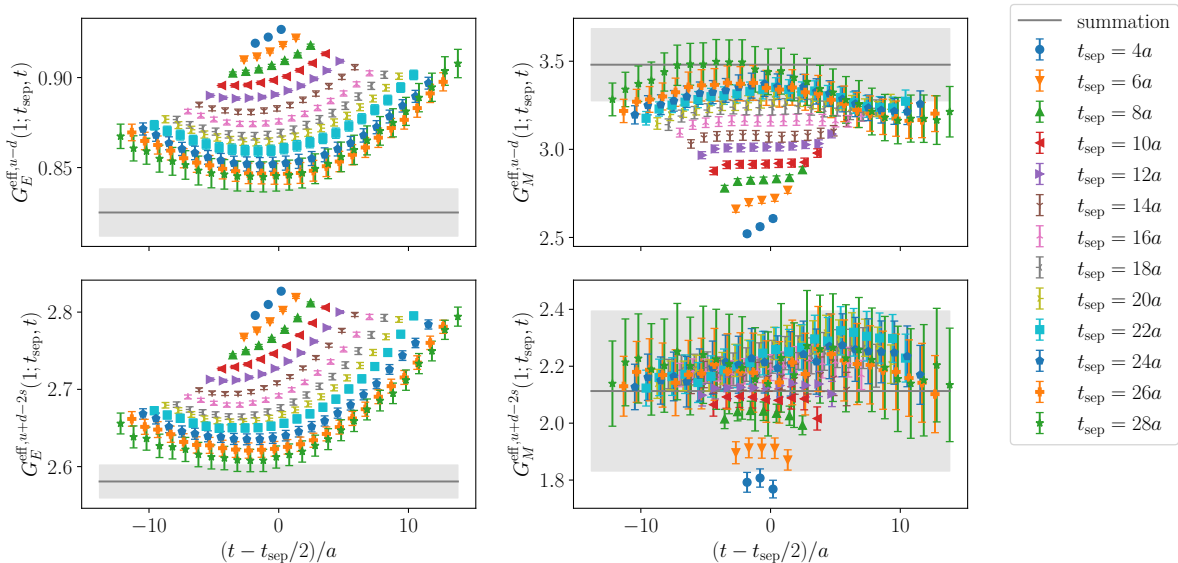 0.90
0.85
G_E^{eff, u−d}(1; t_sep, t)
3.5
3.0
2.5
G_M^{eff, u−d}(1; t_sep, t)
2.8
2.7
2.6
G_E^{eff, u+d−2s}(1; t_sep, t)
−10
0
10
(t − t_sep/2)/a
2.4
2.2
2.0
1.8
G_M^{eff, u+d−2s}(1; t_sep, t)
−10
0
10
(t − t_sep/2)/a
summation
t_sep = 4a
t_sep = 6a
t_sep = 8a
t_sep = 10a
t_sep = 12a
t_sep = 14a
t_sep = 16a
t_sep = 18a
t_sep = 20a
t_sep = 22a
t_sep = 24a
t_sep = 26a
t_sep = 28a